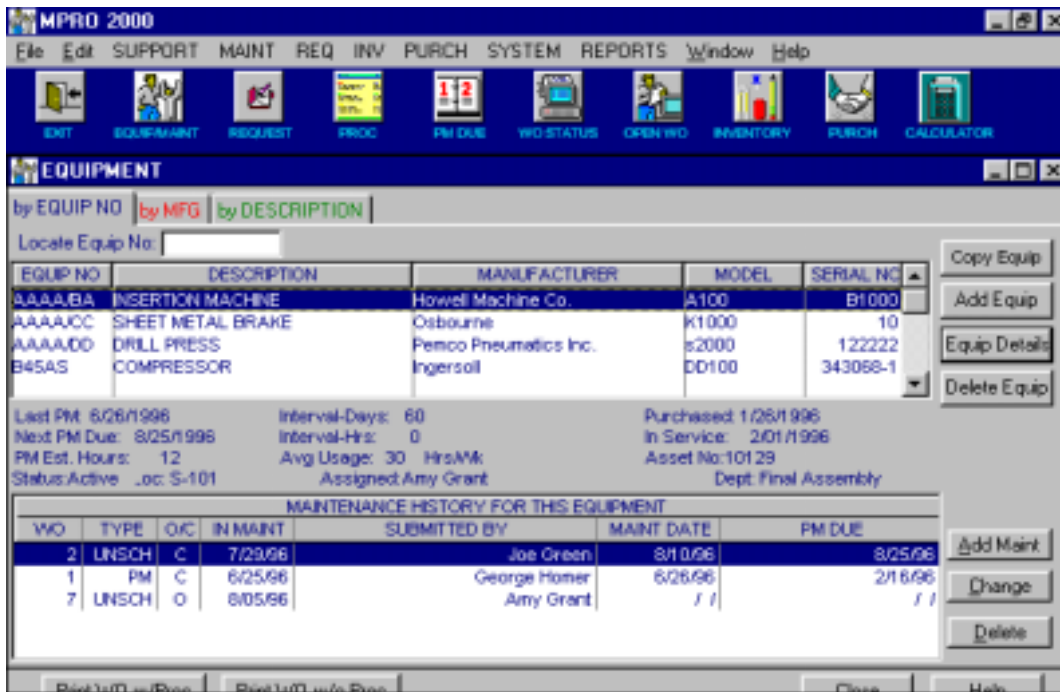 MPRO 2000
File Edit SUPPORT MAINT REQ INV PURCH SYSTEM REPORTS Window Help
EXIT EQUIP/MAINT REQUEST PROC PM DUE WO STATUS OPEN WO INVENTORY PURCH CALCULATOR
EQUIPMENT
by EQUIP NO by MFG by DESCRIPTION
Locate Equip No:
Copy Equip
EQUIP NO DESCRIPTION MANUFACTURER MODEL SERIAL NO
AAAA/BA INSERTION MACHINE Howell Machine Co. A100 B1000
Add Equip
AAAA/CC SHEET METAL BRAKE Osbourne K1000 10
AAAA/DD DRILL PRESS Pemco Pneumatics Inc. s2000 122222
Equip Details
B45AS COMPRESSOR Ingersoll DD100 343068-1
Delete Equip
Last PM: 6/26/1996 Interval-Days: 60 Purchased: 1/26/1996
Next PM Due: 8/25/1996 Interval-Hrs: 0 In Service: 2/01/1996
PM Est. Hours: 12 Avg Usage: 30 Hrs/Wk Asset No:10129
Status:Active Loc: S-101 Assigned:Amy Grant Dept: Final Assembly
MAINTENANCE HISTORY FOR THIS EQUIPMENT
WO TYPE O/C IN MAINT SUBMITTED BY MAINT DATE PM DUE
Add Maint
2 UNSCH C 7/29/96 Joe Green 8/10/96 8/25/96
1 PM C 6/25/96 George Homer 6/26/96 2/16/96
Change
7 UNSCH O 8/05/96 Amy Grant / / / /
Delete
Print WO w/Proc Print WO w/o Proc Close Help